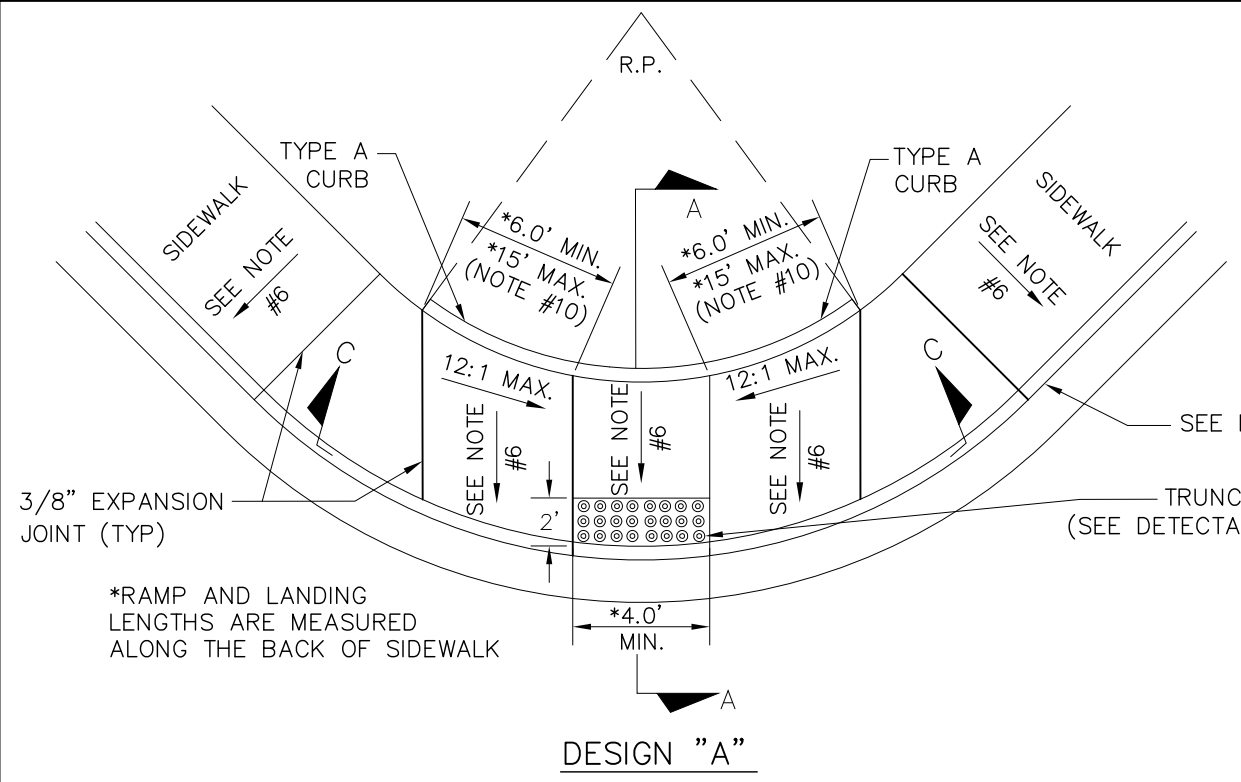 R.P.
TYPE A
CURB
TYPE A
CURB
SIDEWALK
SEE NOTE
#6
*6.0' MIN.
*15' MAX.
(NOTE #10)
A
*6.0' MIN.
*15' MAX.
(NOTE #10)
SIDEWALK
SEE NOTE
#6
C
12:1 MAX.
SEE NOTE
#6
SEE NOTE
#6
12:1 MAX.
SEE NOTE
#6
C
SEE
3/8" EXPANSION
JOINT (TYP)
2'
TRUNC
(SEE DETECTA
*RAMP AND LANDING
LENGTHS ARE MEASURED
ALONG THE BACK OF SIDEWALK
*4.0'
MIN.
A
DESIGN "A"